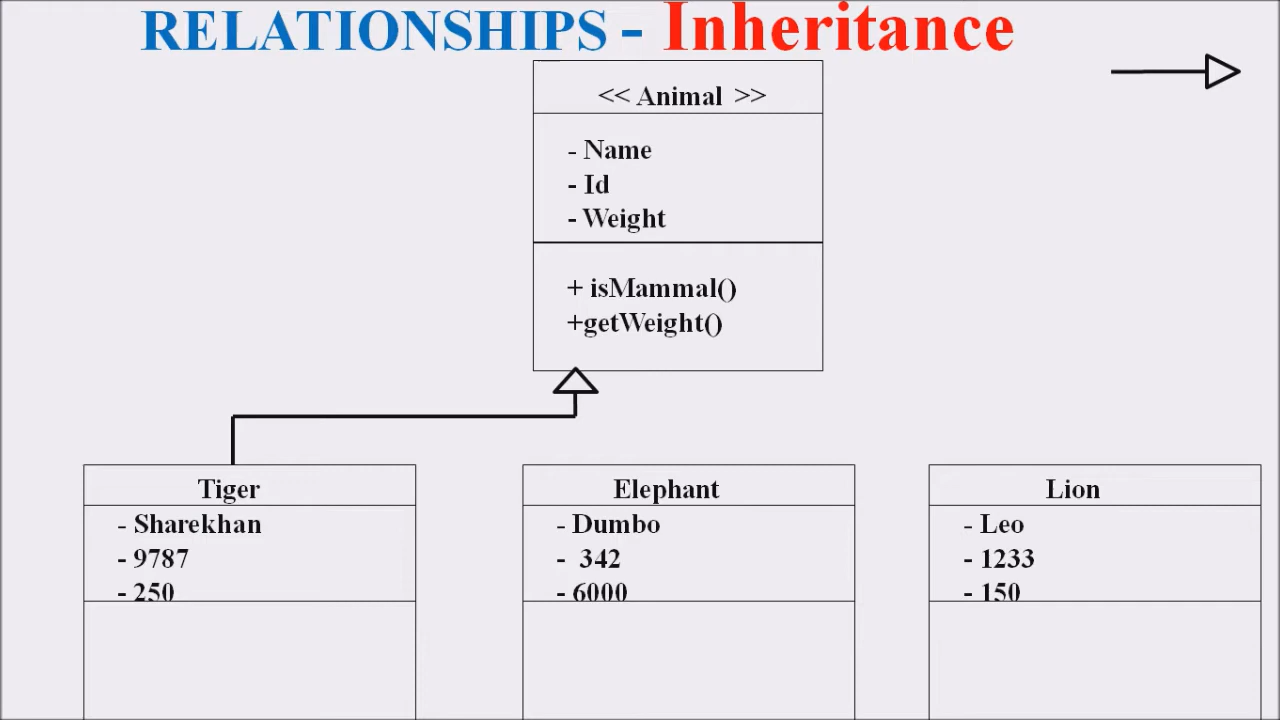 RELATIONSHIPS - Inheritance
<< Animal >>
- Name
- Id
- Weight
+ isMammal()
+getWeight()
Tiger
- Sharekhan
- 9787
- 250
Elephant
- Dumbo
- 342
- 6000
Lion
- Leo
- 1233
- 150